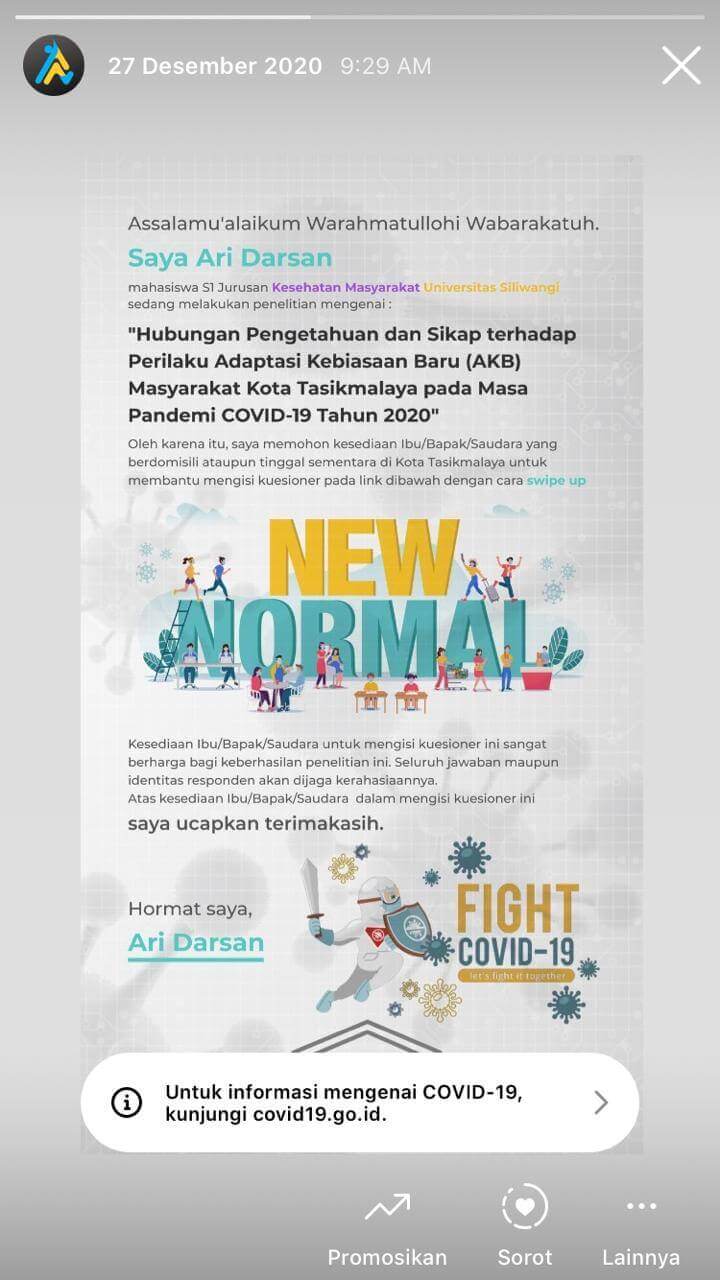 27 Desember 2020 9:29 AM
Assalamu'alaikum Warahmatullohi Wabarakatuh.
Saya Ari Darsan
mahasiswa S1 Jurusan Kesehatan Masyarakat Universitas Siliwangi
sedang melakukan penelitian mengenai :
"Hubungan Pengetahuan dan Sikap terhadap
Perilaku Adaptasi Kebiasaan Baru (AKB)
Masyarakat Kota Tasikmalaya pada Masa
Pandemi COVID-19 Tahun 2020"
Oleh karena itu, saya memohon kesediaan Ibu/Bapak/Saudara yang
berdomisili ataupun tinggal sementara di Kota Tasikmalaya untuk
membantu mengisi kuesioner pada link dibawah dengan cara swipe up
NEW
NORMAL
Kesediaan Ibu/Bapak/Saudara untuk mengisi kuesioner ini sangat
berharga bagi keberhasilan penelitian ini. Seluruh jawaban maupun
identitas responden akan dijaga kerahasiaannya.
Atas kesediaan Ibu/Bapak/Saudara dalam mengisi kuesioner ini
saya ucapkan terimakasih.
Hormat saya,
Ari Darsan
FIGHT
COVID-19
let's fight it together
Untuk informasi mengenai COVID-19,
kunjungi covid19.go.id.
Promosikan Sorot Lainnya